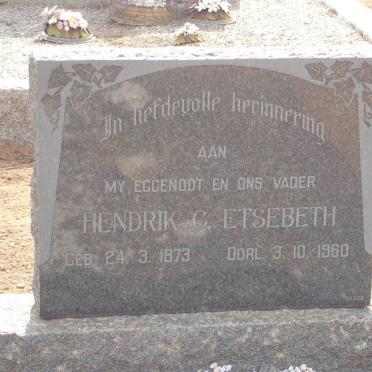 In liefdevolle herinnering
AAN
MY EGGENOOT EN ONS VADER
HENDRIK C. ETSEBETH
GEB. 24. 3. 1873 OORL. 3. 10. 1960